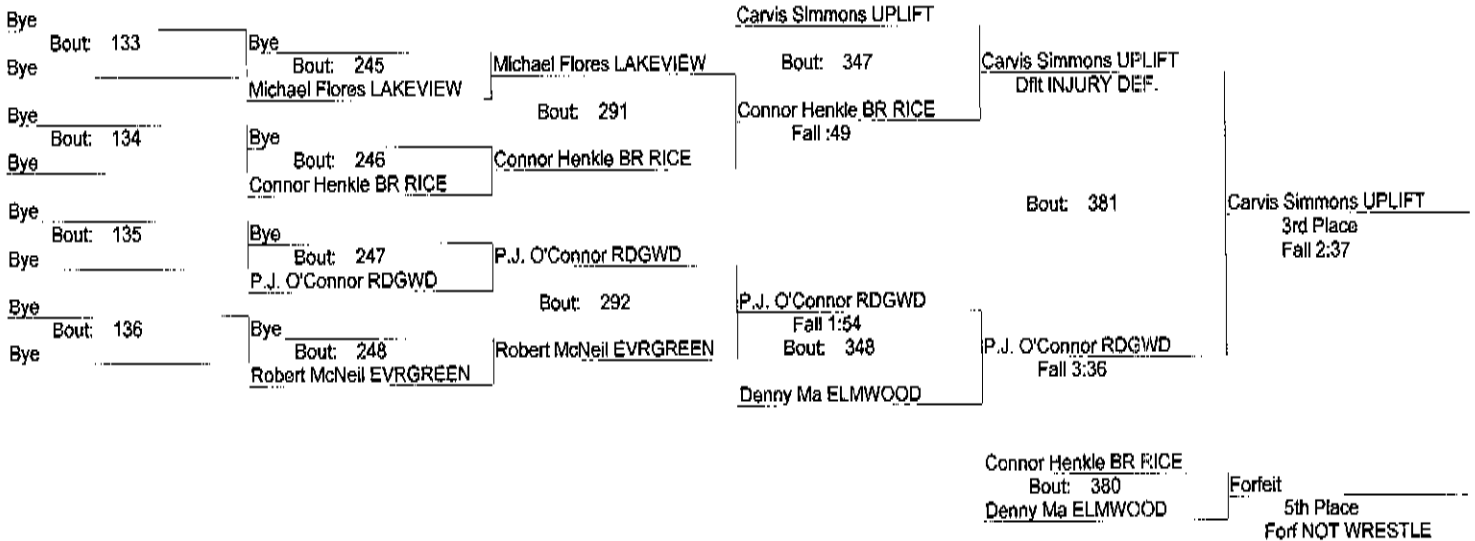 Bye
Bout: 133
Bye
Bye
Bout: 134
Bye
Bye
Bout: 135
Bye
Bye
Bout: 136
Bye
Bye
Bout: 245
Michael Flores LAKEVIEW
Bye
Bout: 246
Connor Henkle BR RICE
Bye
Bout: 247
P.J. O'Connor RDGWD
Bye
Bout: 248
Robert McNeil EVRGREEN
Michael Flores LAKEVIEW
Bout: 291
Connor Henkle BR RICE
P.J. O'Connor RDGWD
Bout: 292
Robert McNeil EVRGREEN
Carvis Simmons UPLIFT
Bout: 347
Connor Henkle BR RICE
Fall :49
P.J. O'Connor RDGWD
Fall 1:54
Bout: 348
Denny Ma ELMWOOD
Carvis Simmons UPLIFT
Dflt INJURY DEF.
Bout: 381
P.J. O'Connor RDGWD
Fall 3:36
Carvis Simmons UPLIFT
3rd Place
Fall 2:37
Connor Henkle BR RICE
Bout: 380
Denny Ma ELMWOOD
Forfeit
5th Place
Forf NOT WRESTLE